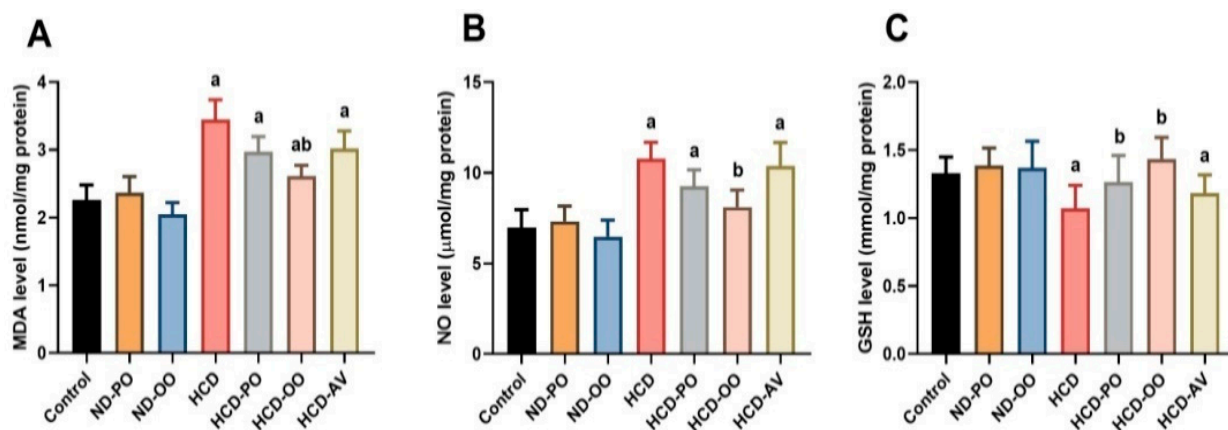 A
MDA level (nmol/mg protein)
4
3
2
1
0
a
a
ab
a
Control
ND-PO
ND-OO
HCD
HCD-PO
HCD-OO
HCD-AV
B
NO level (μmol/mg protein)
15
10
5
0
a
a
b
a
Control
ND-PO
ND-OO
HCD
HCD-PO
HCD-OO
HCD-AV
C
GSH level (mmol/mg protein)
2.0
1.5
1.0
0.5
0.0
a
b
b
a
Control
ND-PO
ND-OO
HCD
HCD-PO
HCD-OO
HCD-AV